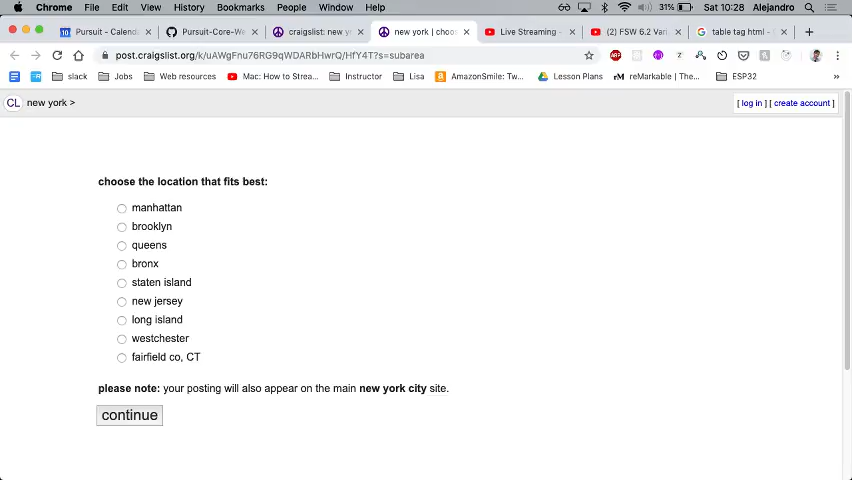 Chrome File Edit View History Bookmarks People Window Help 31% Sat 10:28 Alejandro
10 Pursuit - Calenda Pursuit-Core-We craigslist: new y new york | choos Live Streaming - (2) FSW 6.2 Vari table tag html -
post.craigslist.org/k/uAWgFnu76RG9qWDARbHwrQ/HfY4T?s=subarea
slack Jobs Web resources Mac: How to Strea... Instructor Lisa AmazonSmile: Tw... Lesson Plans reMarkable | The... ESP32 »
CL new york > [ log in ] [ create account ]
choose the location that fits best:
manhattan
brooklyn
queens
bronx
staten island
new jersey
long island
westchester
fairfield co, CT
please note: your posting will also appear on the main new york city site.
continue